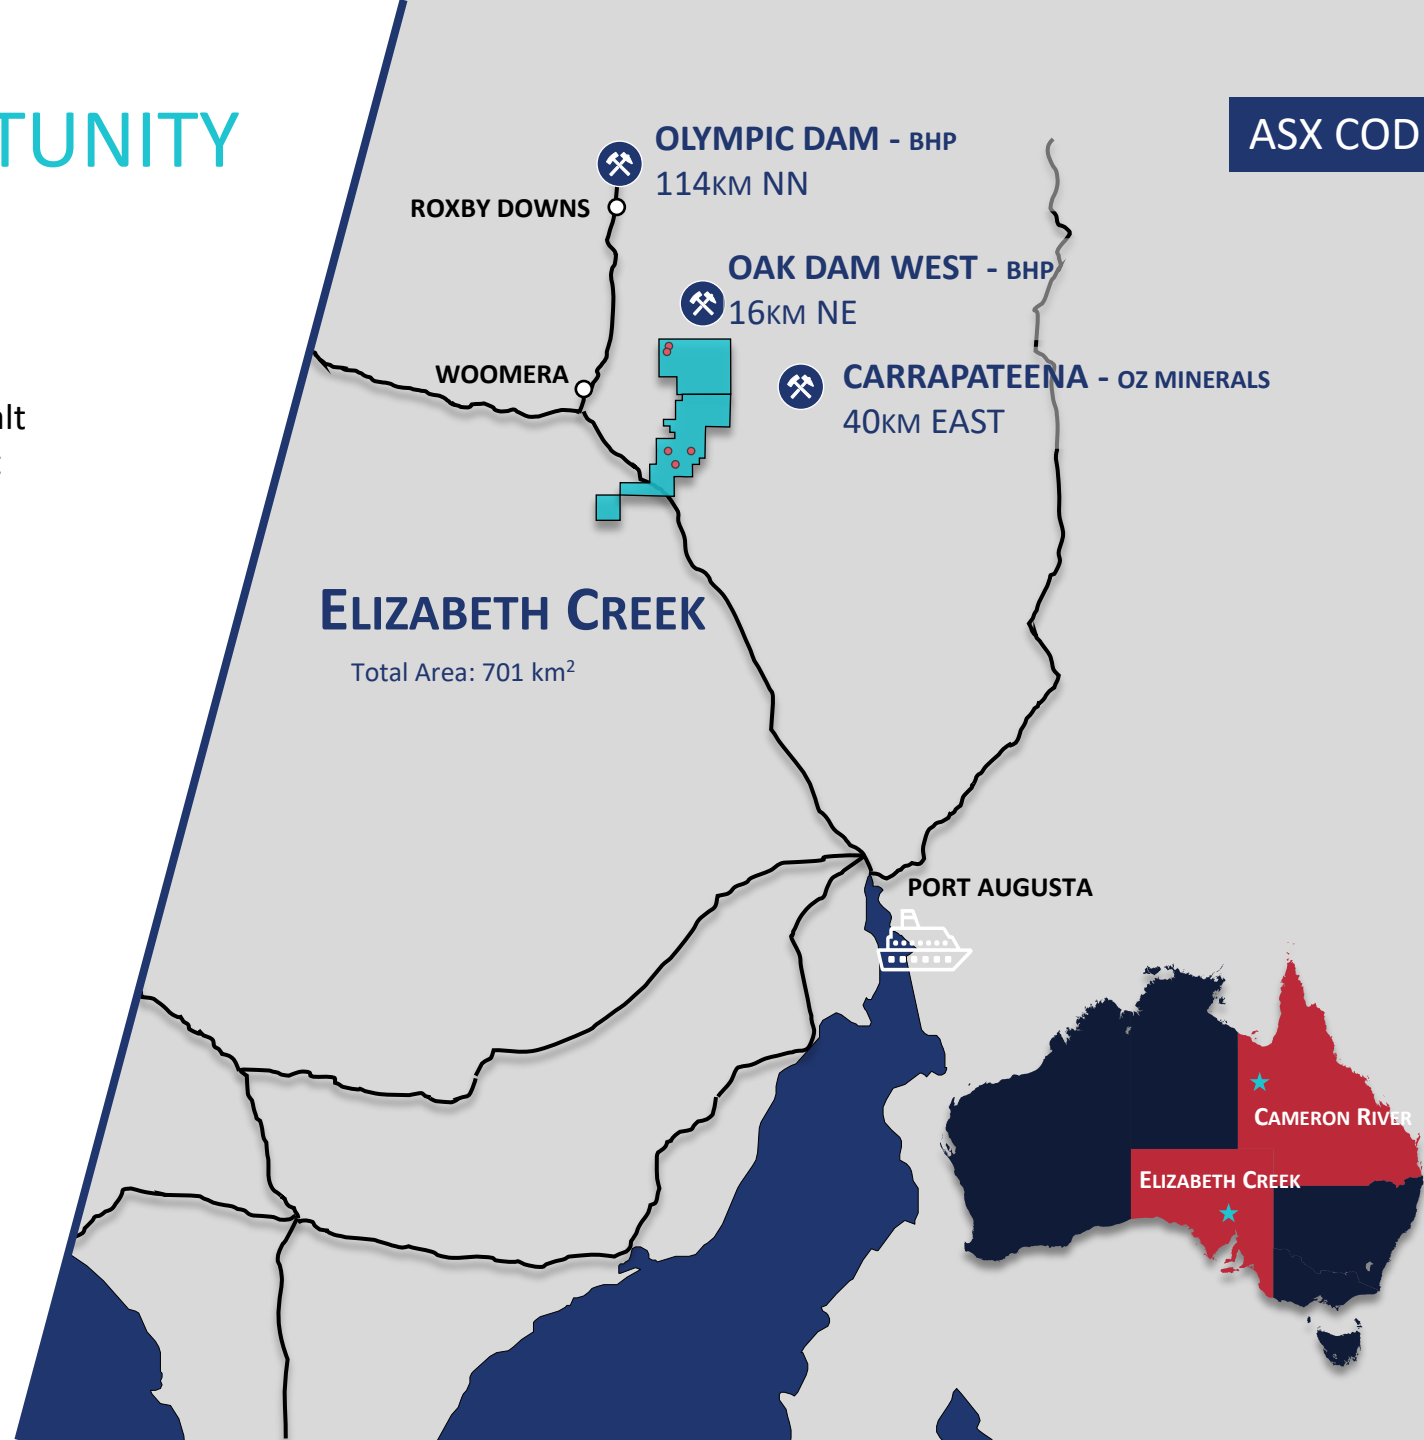 TUNITY
ASX COD
OLYMPIC DAM - BHP
114KM NN
ROXBY DOWNS
OAK DAM WEST - BHP
16KM NE
WOOMERA
CARRAPATEENA - OZ MINERALS
40KM EAST
alt
ELIZABETH CREEK
Total Area: 701 km²
PORT AUGUSTA
CAMERON RIVER
ELIZABETH CREEK